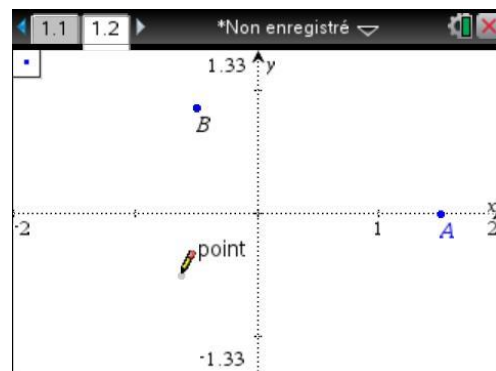 1.1 1.2 *Non enregistré
1.33 y
B
x
-2 1 A 2
point
-1.33